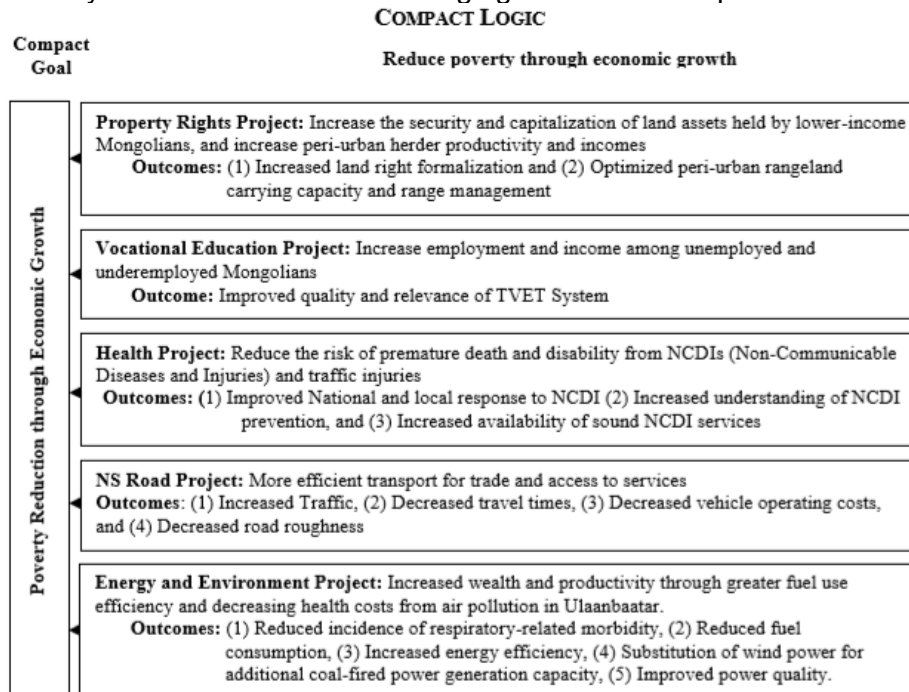 COMPACT LOGIC
Compact
Goal
Reduce poverty through economic growth
Poverty Reduction through Economic Growth
Property Rights Project: Increase the security and capitalization of land assets held by lower-income
Mongolians, and increase peri-urban herder productivity and incomes
Outcomes: (1) Increased land right formalization and (2) Optimized peri-urban rangeland
carrying capacity and range management
Vocational Education Project: Increase employment and income among unemployed and
underemployed Mongolians
Outcome: Improved quality and relevance of TVET System
Health Project: Reduce the risk of premature death and disability from NCDIs (Non-Communicable
Diseases and Injuries) and traffic injuries
Outcomes: (1) Improved National and local response to NCDI (2) Increased understanding of NCDI
prevention, and (3) Increased availability of sound NCDI services
NS Road Project: More efficient transport for trade and access to services
Outcomes: (1) Increased Traffic, (2) Decreased travel times, (3) Decreased vehicle operating costs,
and (4) Decreased road roughness
Energy and Environment Project: Increased wealth and productivity through greater fuel use
efficiency and decreasing health costs from air pollution in Ulaanbaatar.
Outcomes: (1) Reduced incidence of respiratory-related morbidity, (2) Reduced fuel
consumption, (3) Increased energy efficiency, (4) Substitution of wind power for
additional coal-fired power generation capacity, (5) Improved power quality.